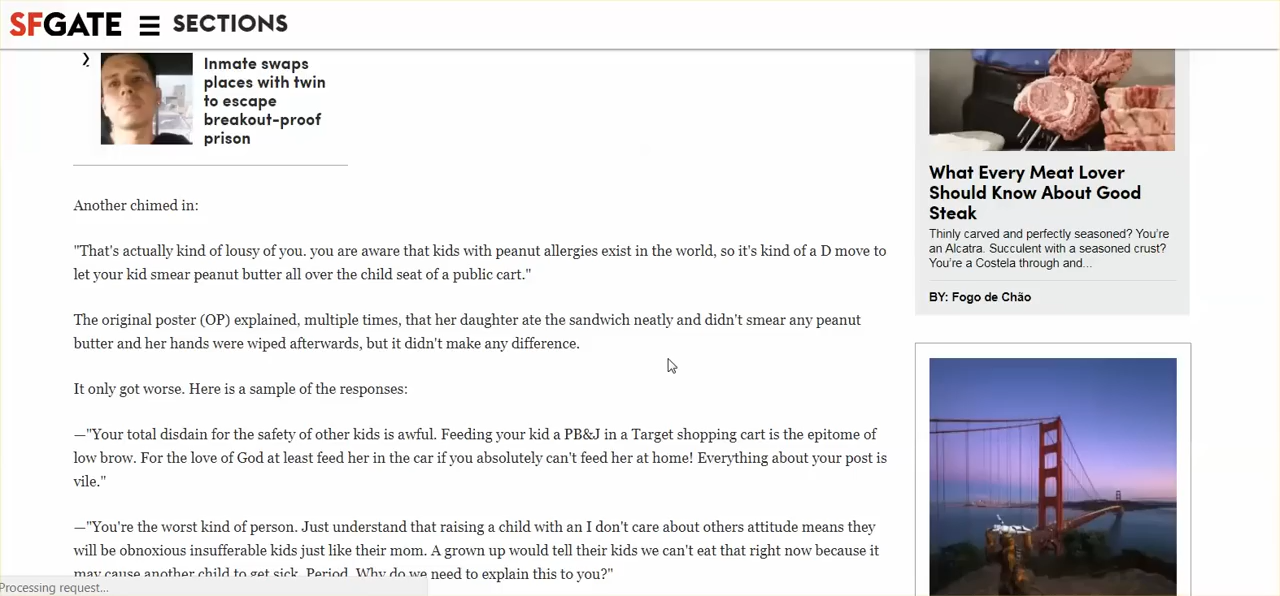 SFGATE SECTIONS
Inmate swaps
places with twin
to escape
breakout-proof
prison
Another chimed in:
"That's actually kind of lousy of you. you are aware that kids with peanut allergies exist in the world, so it's kind of a D move to
let your kid smear peanut butter all over the child seat of a public cart."
The original poster (OP) explained, multiple times, that her daughter ate the sandwich neatly and didn't smear any peanut
butter and her hands were wiped afterwards, but it didn't make any difference.
It only got worse. Here is a sample of the responses:
—"Your total disdain for the safety of other kids is awful. Feeding your kid a PB&J in a Target shopping cart is the epitome of
low brow. For the love of God at least feed her in the car if you absolutely can't feed her at home! Everything about your post is
vile."
—"You're the worst kind of person. Just understand that raising a child with an I don't care about others attitude means they
will be obnoxious insufferable kids just like their mom. A grown up would tell their kids we can't eat that right now because it
may cause another child to get sick. Period. Why do we need to explain this to you?"
Processing request...
What Every Meat Lover
Should Know About Good
Steak
Thinly carved and perfectly seasoned? You're
an Alcatra. Succulent with a seasoned crust?
You're a Costela through and...
BY: Fogo de Chão